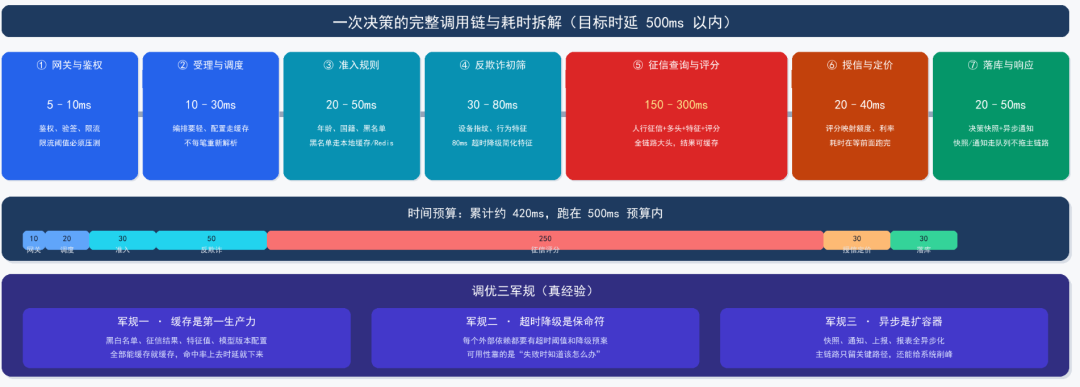 一次决策的完整调用链与耗时拆解（目标时延 500ms 以内）
① 网关与鉴权
5 - 10ms
鉴权、验签、限流
限流阈值必须压测
② 受理与调度
10 - 30ms
编排要轻、配置走缓存
不每笔重新解析
③ 准入规则
20 - 50ms
年龄、国籍、黑名单
黑名单走本地缓存/Redis
④ 反欺诈初筛
30 - 80ms
设备指纹、行为特征
80ms 超时降级简化特征
⑤ 征信查询与评分
150 - 300ms
人行征信+多头+特征+评分
全链路大头，结果可缓存
⑥ 授信与定价
20 - 40ms
评分映射额度、利率
耗时在等前面跑完
⑦ 落库与响应
20 - 50ms
决策快照+异步通知
快照/通知走队列不拖主链路
时间预算：累计约 420ms，跑在 500ms 预算内
10 20 30 50 250 30 30
网关 调度 准入 反欺诈 征信评分 授信定价 落库
调优三军规（真经验）
军规一 · 缓存是第一生产力
黑白名单、征信结果、特征值、模型版本配置
全部能缓存就缓存，命中率上去时延就下来
军规二 · 超时降级是保命符
每个外部依赖都要有超时阈值和降级预案
可用性靠的是“失败时知道该怎么办”
军规三 · 异步是扩容器
快照、通知、上报、报表全异步化
主链路只留关键路径，还能给系统削峰